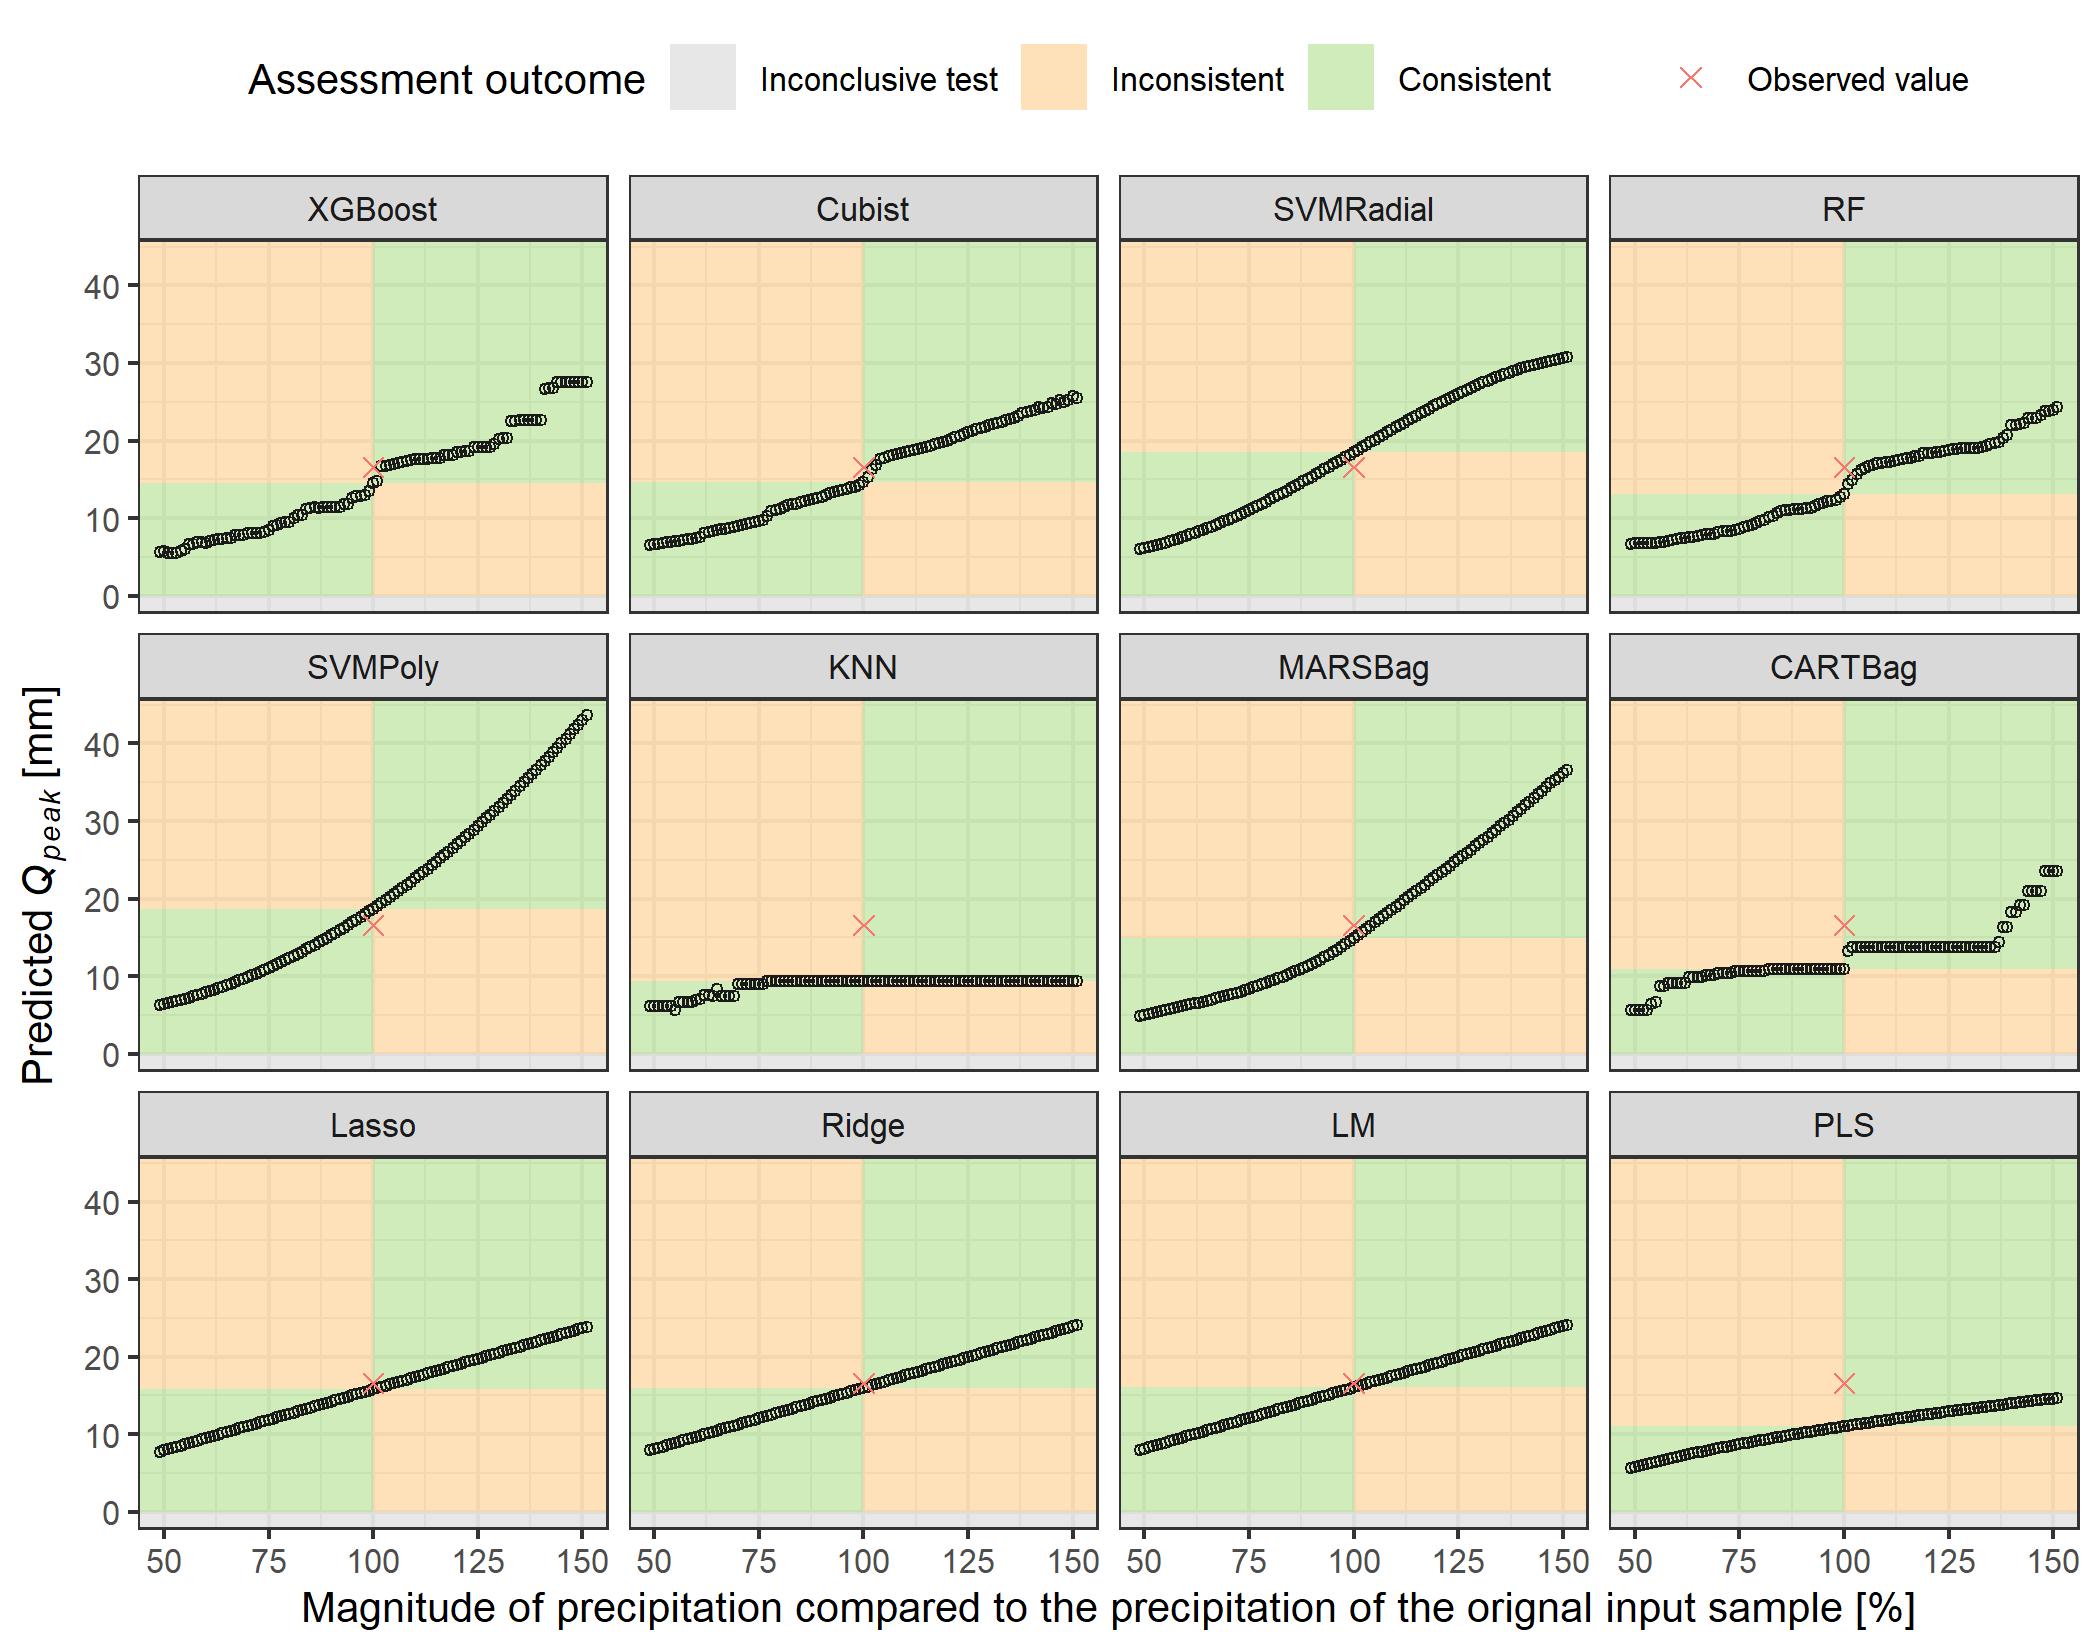 Assessment outcome Inconclusive test Inconsistent Consistent Observed value
XGBoost Cubist SVMRadial RF
40
30
20
10
0
SVMPoly KNN MARSBag CARTBag
40
30
20
10
0
Lasso Ridge LM PLS
40
30
20
10
0
Predicted Qpeak [mm]
50 75 100 125 150 50 75 100 125 150 50 75 100 125 150 50 75 100 125 150
Magnitude of precipitation compared to the precipitation of the orignal input sample [%]